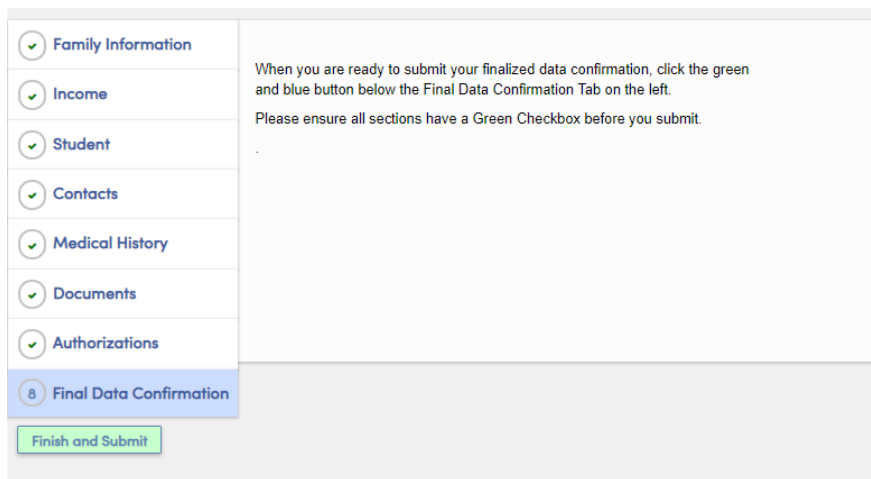 Family Information
Income
Student
Contacts
Medical History
Documents
Authorizations
8 Final Data Confirmation
Finish and Submit
When you are ready to submit your finalized data confirmation, click the green
and blue button below the Final Data Confirmation Tab on the left.
Please ensure all sections have a Green Checkbox before you submit.
.